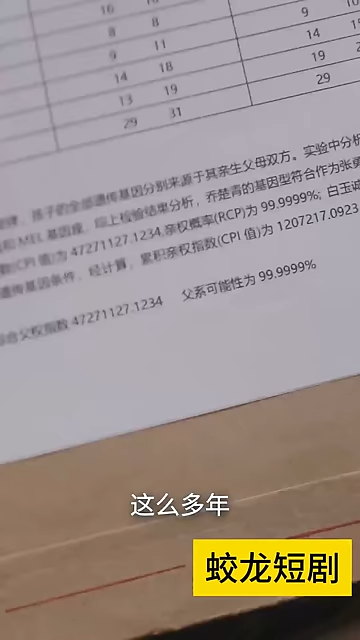 16
8 8
9 11
14 18
13 19
29 31
9
14
19
29
孩子的全部遗传基因分别来源于其亲生父母双方。实验中分析
和 MEL 基因座,综上检验结果分析,乔楚青的基因型符合作为张勇
数(CPI 值)为 47271127.1234.亲权概率(RCP)为 99.9999%; 白玉诚
遗传基因条件,经计算,累积亲权指数(CPI 值)为 1207217.0923
综合父权指数 47271127.1234 父系可能性为 99.9999%
这么多年
蛟龙短剧